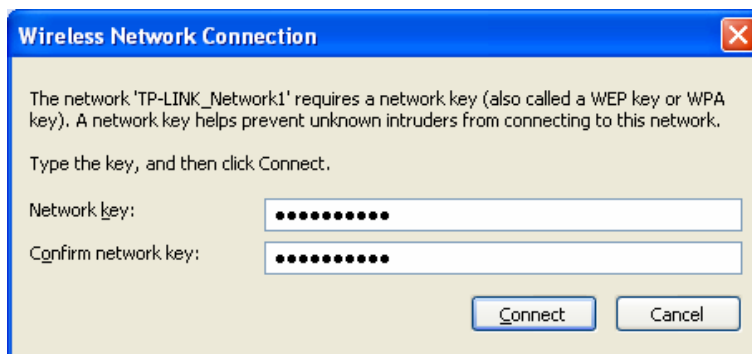 Wireless Network Connection
The network 'TP-LINK_Network1' requires a network key (also called a WEP key or WPA
key). A network key helps prevent unknown intruders from connecting to this network.
Type the key, and then click Connect.
Network key: ●●●●●●●●●●
Confirm network key: ●●●●●●●●●●
Connect Cancel